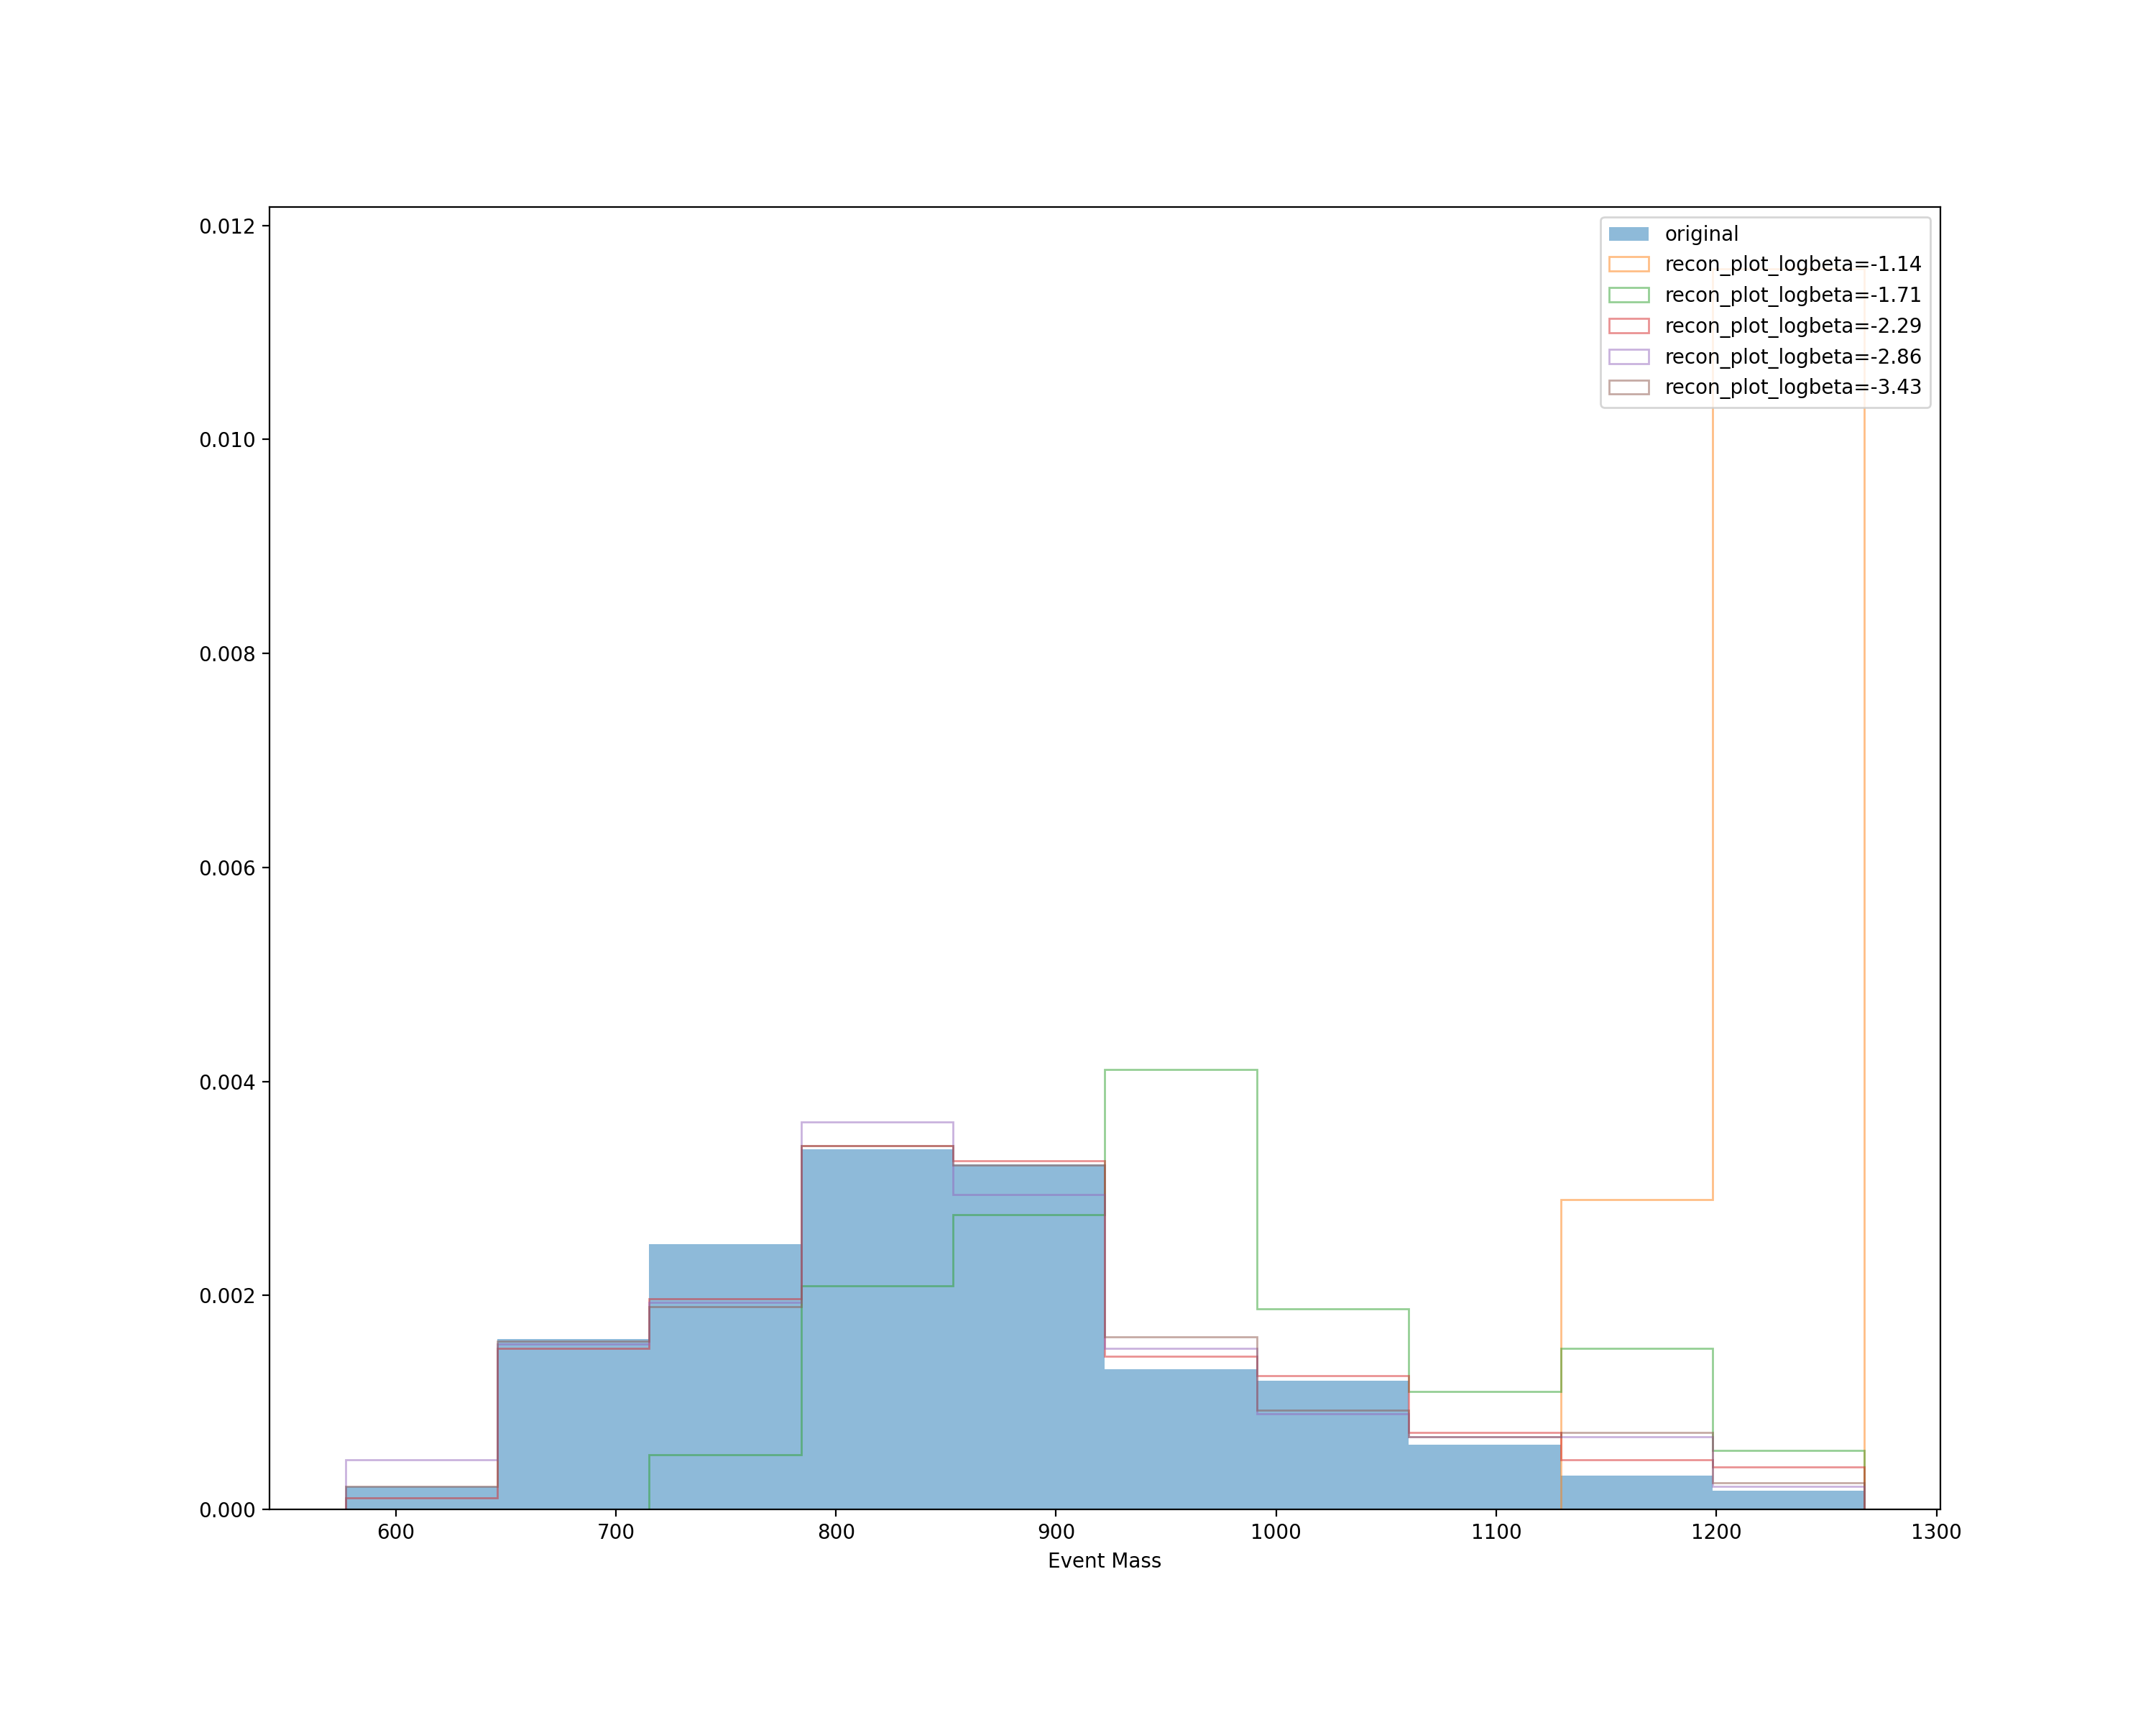 0.012
0.010
0.008
0.006
0.004
0.002
0.000
original
recon_plot_logbeta=-1.14
recon_plot_logbeta=-1.71
recon_plot_logbeta=-2.29
recon_plot_logbeta=-2.86
recon_plot_logbeta=-3.43
600 700 800 900 1000 1100 1200 1300
Event Mass